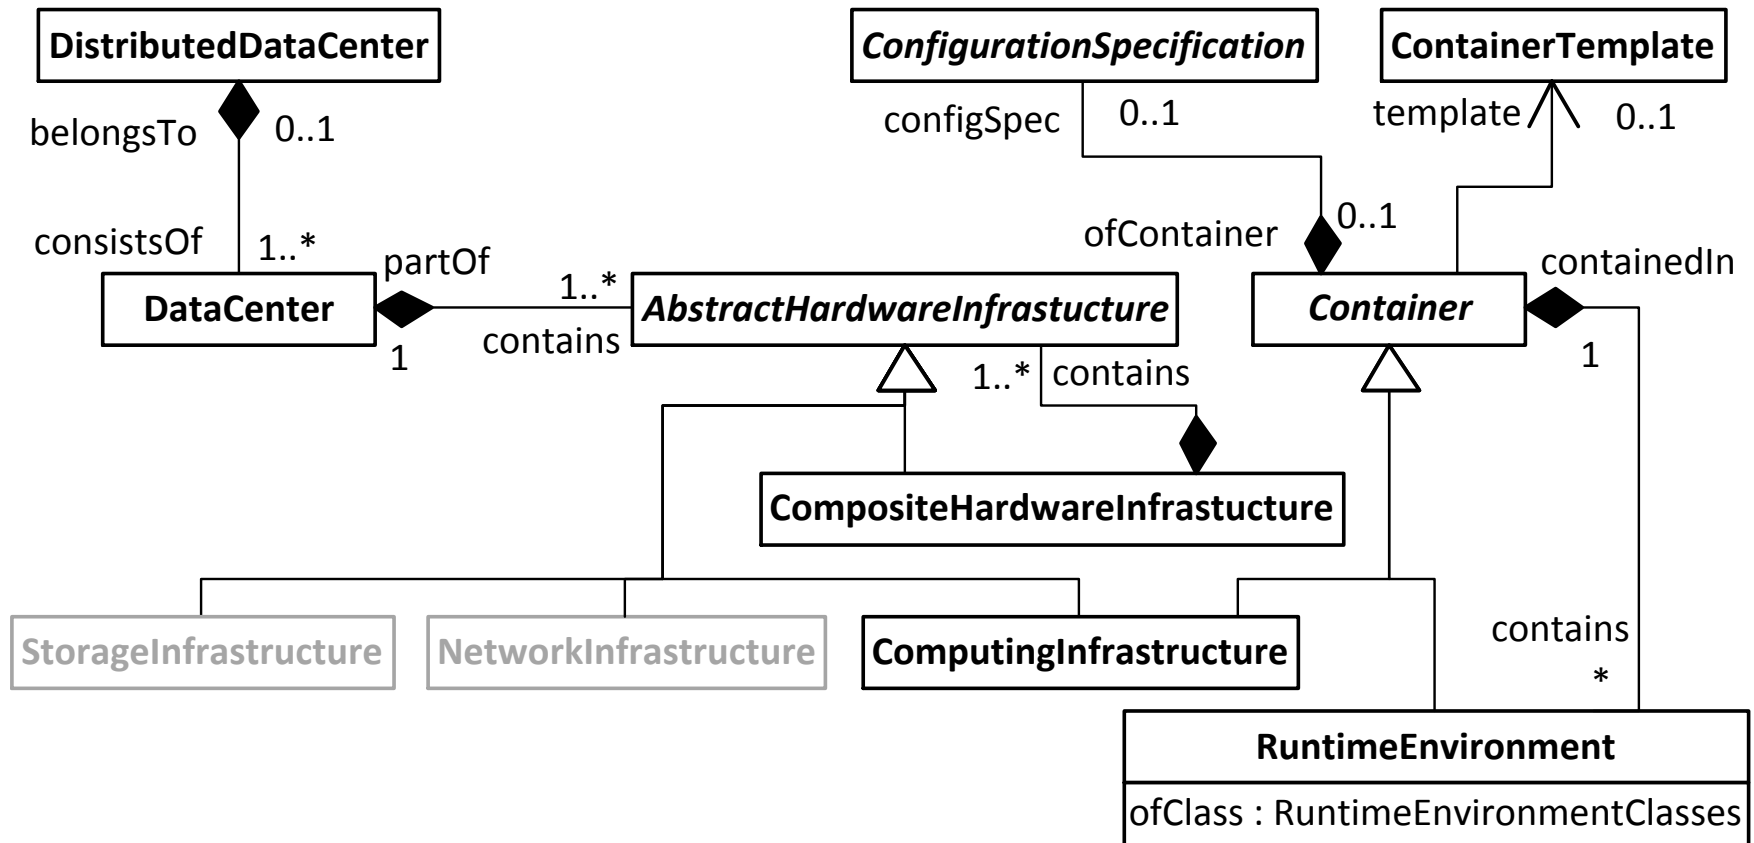 DistributedDataCenter
ConfigurationSpecification
ContainerTemplate
belongsTo
0..1
configSpec
0..1
template
0..1
consistsOf
1..*
partOf
ofContainer
0..1
containedIn
DataCenter
1..*
AbstractHardwareInfrastucture
Container
1
contains
1..*
contains
1
CompositeHardwareInfrastucture
StorageInfrastructure
NetworkInfrastructure
ComputingInfrastructure
contains
*
RuntimeEnvironment
ofClass : RuntimeEnvironmentClasses